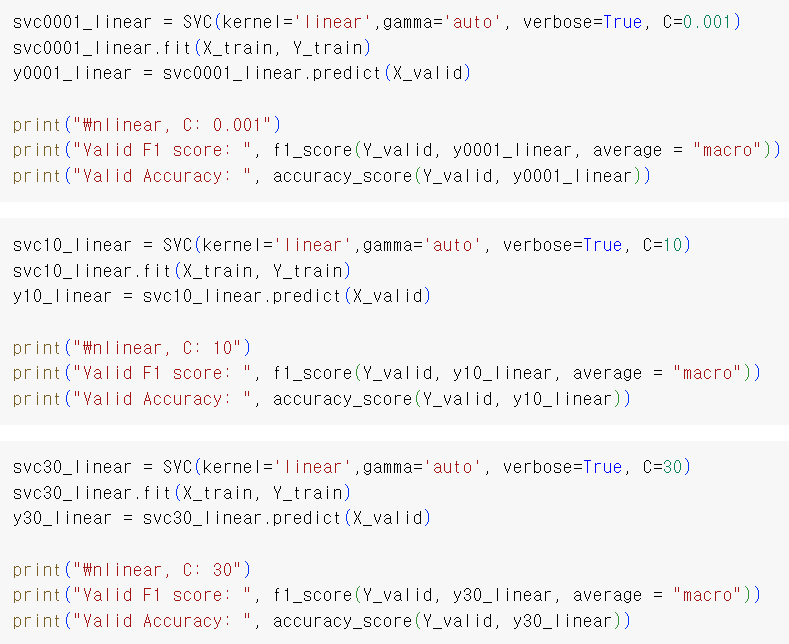 svc0001_linear = SVC(kernel='linear',gamma='auto', verbose=True, C=0.001)
svc0001_linear.fit(X_train, Y_train)
y0001_linear = svc0001_linear.predict(X_valid)
print("₩nlinear, C: 0.001")
print("Valid F1 score: ", f1_score(Y_valid, y0001_linear, average = "macro"))
print("Valid Accuracy: ", accuracy_score(Y_valid, y0001_linear))
svc10_linear = SVC(kernel='linear',gamma='auto', verbose=True, C=10)
svc10_linear.fit(X_train, Y_train)
y10_linear = svc10_linear.predict(X_valid)
print("₩nlinear, C: 10")
print("Valid F1 score: ", f1_score(Y_valid, y10_linear, average = "macro"))
print("Valid Accuracy: ", accuracy_score(Y_valid, y10_linear))
svc30_linear = SVC(kernel='linear',gamma='auto', verbose=True, C=30)
svc30_linear.fit(X_train, Y_train)
y30_linear = svc30_linear.predict(X_valid)
print("₩nlinear, C: 30")
print("Valid F1 score: ", f1_score(Y_valid, y30_linear, average = "macro"))
print("Valid Accuracy: ", accuracy_score(Y_valid, y30_linear))